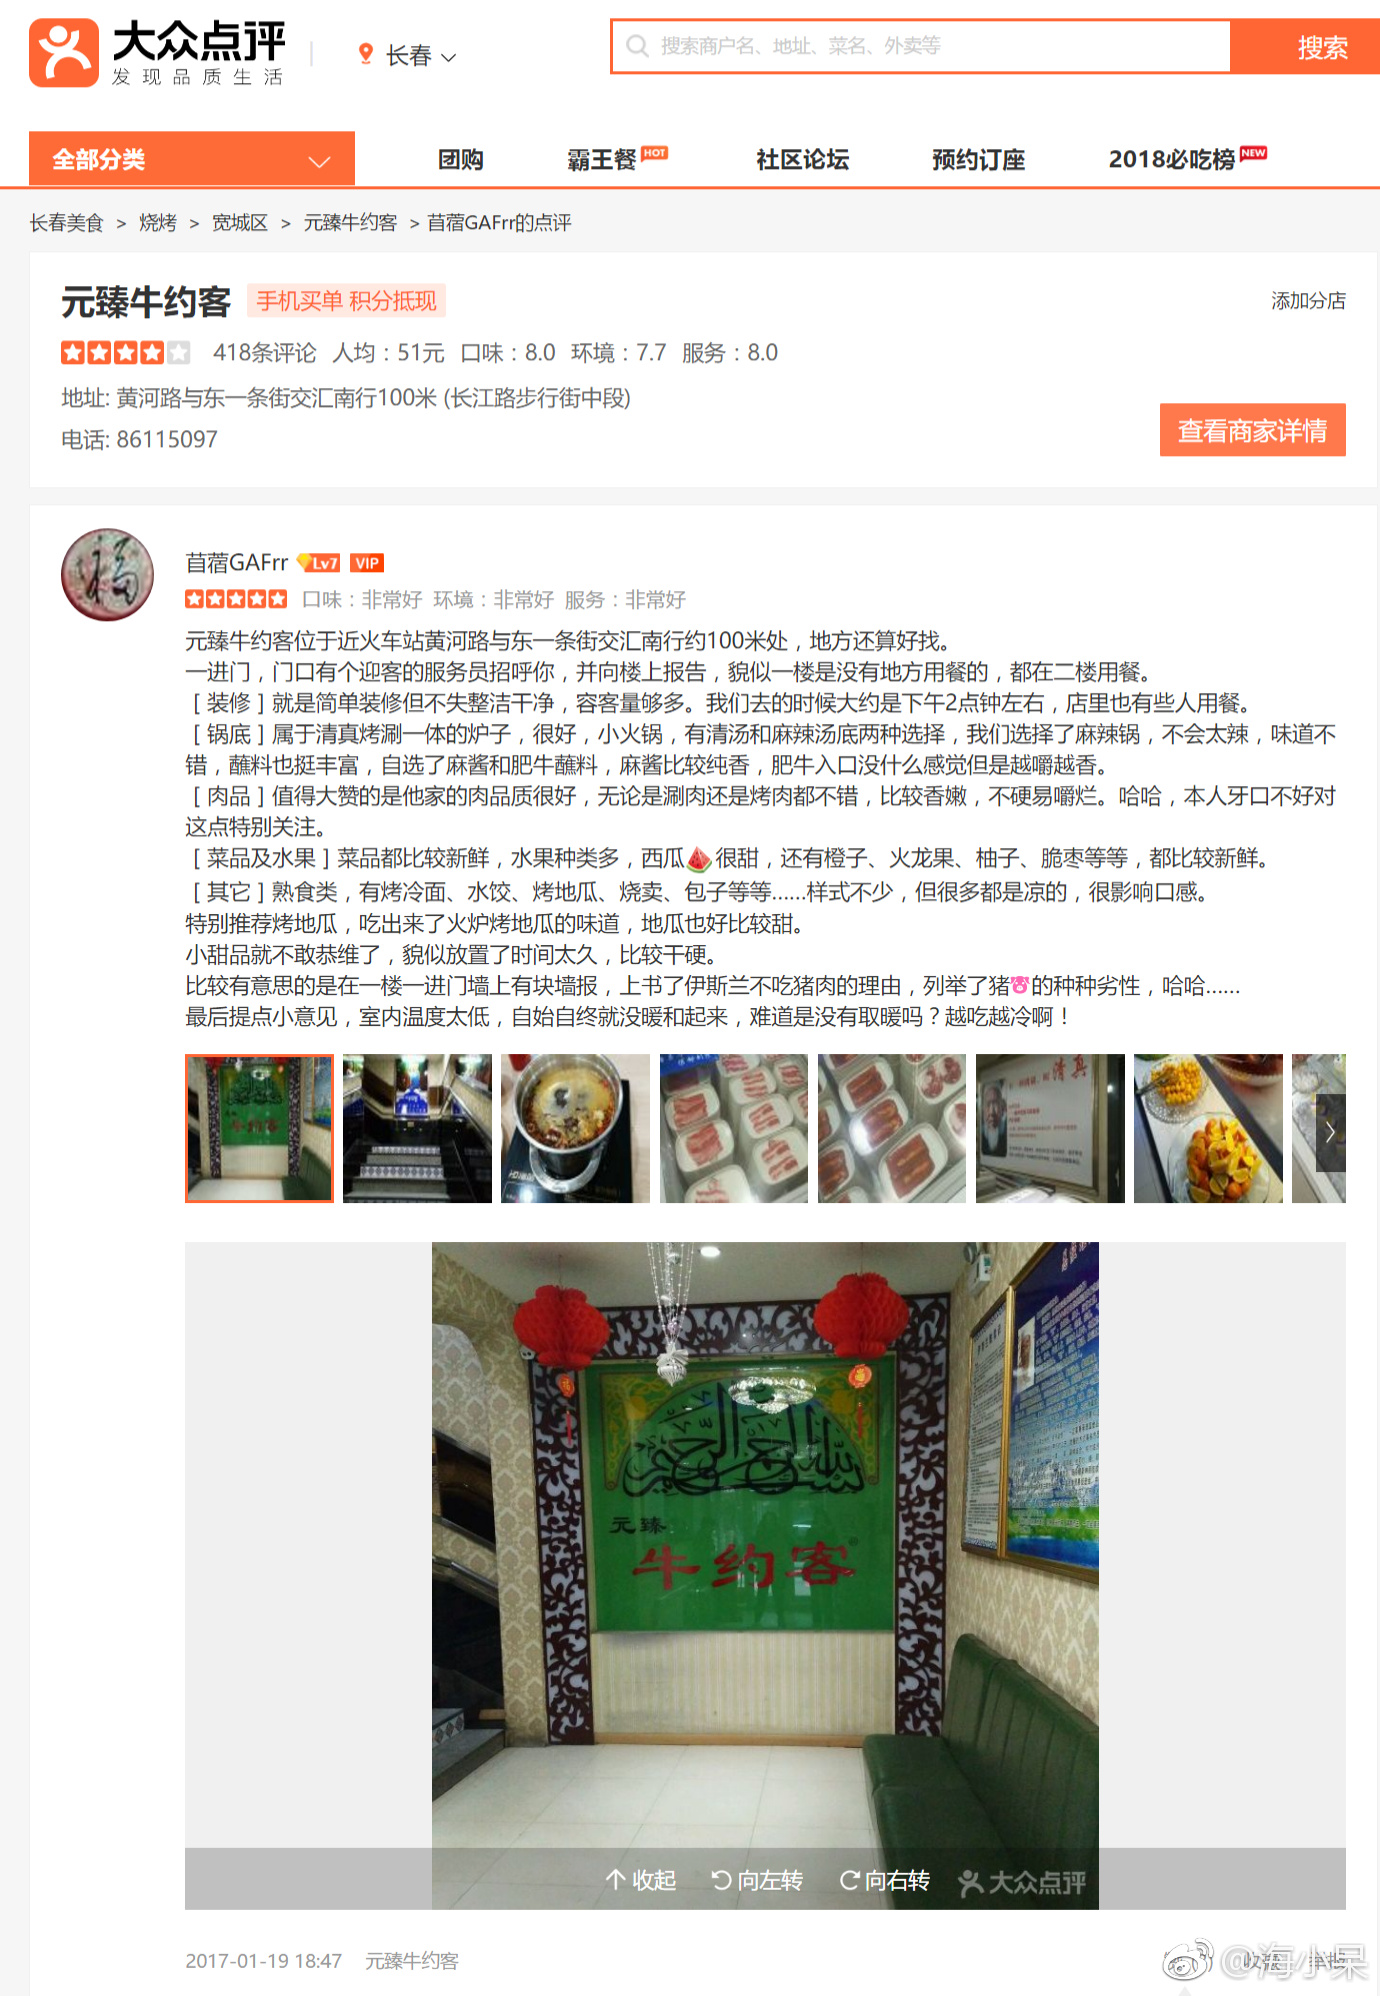 大众点评
发现品质生活
长春
搜索商户名、地址、菜名、外卖等
搜索
全部分类
团购
霸王餐 HOT
社区论坛
预约订座
2018必吃榜 NEW
长春美食 > 烧烤 > 宽城区 > 元臻牛约客 > 苜蓿GAFrr的点评
元臻牛约客 手机买单 积分抵现
添加分店
418条评论 人均：51元 口味：8.0 环境：7.7 服务：8.0
地址: 黄河路与东一条街交汇南行100米 (长江路步行街中段)
电话: 86115097
查看商家详情
苜蓿GAFrr Lv7 VIP
口味：非常好 环境：非常好 服务：非常好
元臻牛约客位于近火车站黄河路与东一条街交汇南行约100米处，地方还算好找。
一进门，门口有个迎客的服务员招呼你，并向楼上报告，貌似一楼是没有地方用餐的，都在二楼用餐。
［装修］就是简单装修但不失整洁干净，容客量够多。我们去的时候大约是下午2点钟左右，店里也有些人用餐。
［锅底］属于清真烤涮一体的炉子，很好，小火锅，有清汤和麻辣汤底两种选择，我们选择了麻辣锅，不会太辣，味道不
错，蘸料也挺丰富，自选了麻酱和肥牛蘸料，麻酱比较纯香，肥牛入口没什么感觉但是越嚼越香。
［肉品］值得大赞的是他家的肉品质很好，无论是涮肉还是烤肉都不错，比较香嫩，不硬易嚼烂。哈哈，本人牙口不好对
这点特别关注。
［菜品及水果］菜品都比较新鲜，水果种类多，西瓜🍉很甜，还有橙子、火龙果、柚子、脆枣等等，都比较新鲜。
［其它］熟食类，有烤冷面、水饺、烤地瓜、烧卖、包子等等……样式不少，但很多都是凉的，很影响口感。
特别推荐烤地瓜，吃出来了火炉烤地瓜的味道，地瓜也好比较甜。
小甜品就不敢恭维了，貌似放置了时间太久，比较干硬。
比较有意思的是在一楼一进门墙上有块墙报，上书了伊斯兰不吃猪肉的理由，列举了猪🐷的种种劣性，哈哈……
最后提点小意见，室内温度太低，自始自终就没暖和起来，难道是没有取暖吗？越吃越冷啊！
清真
بسم الله الرحمن الرحيم
元臻
牛约客
收起
向左转
向右转
大众点评
2017-01-19 18:47 元臻牛约客
收藏
举报
@海小呆